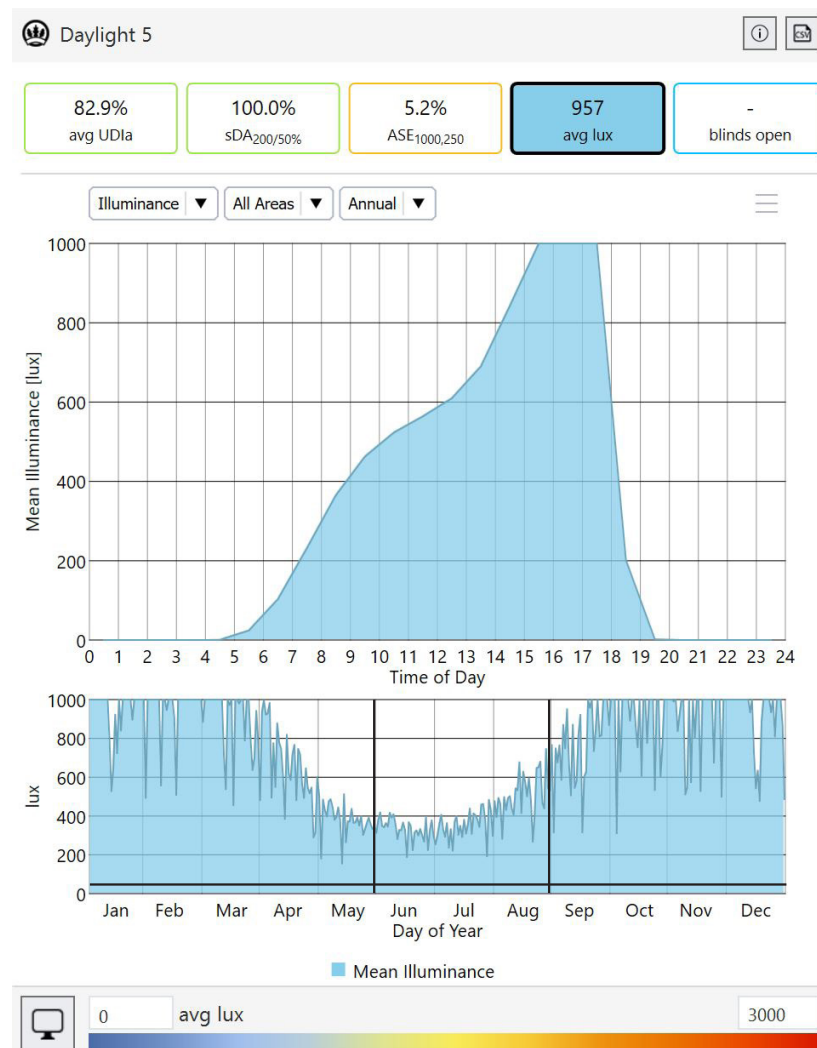 Daylight 5
CSV
82.9% 100.0% 5.2% 957 -
avg UDIa sDA200/50% ASE1000,250 avg lux blinds open
Illuminance ▼ All Areas ▼ Annual ▼
1000
800
600
400
200
0
Mean Illuminance [lux]
0 1 2 3 4 5 6 7 8 9 10 11 12 13 14 15 16 17 18 19 20 21 22 23 24
Time of Day
1000
800
600
400
200
0
lux
Jan Feb Mar Apr May Jun Jul Aug Sep Oct Nov Dec
Day of Year
Mean Illuminance
0 avg lux 3000